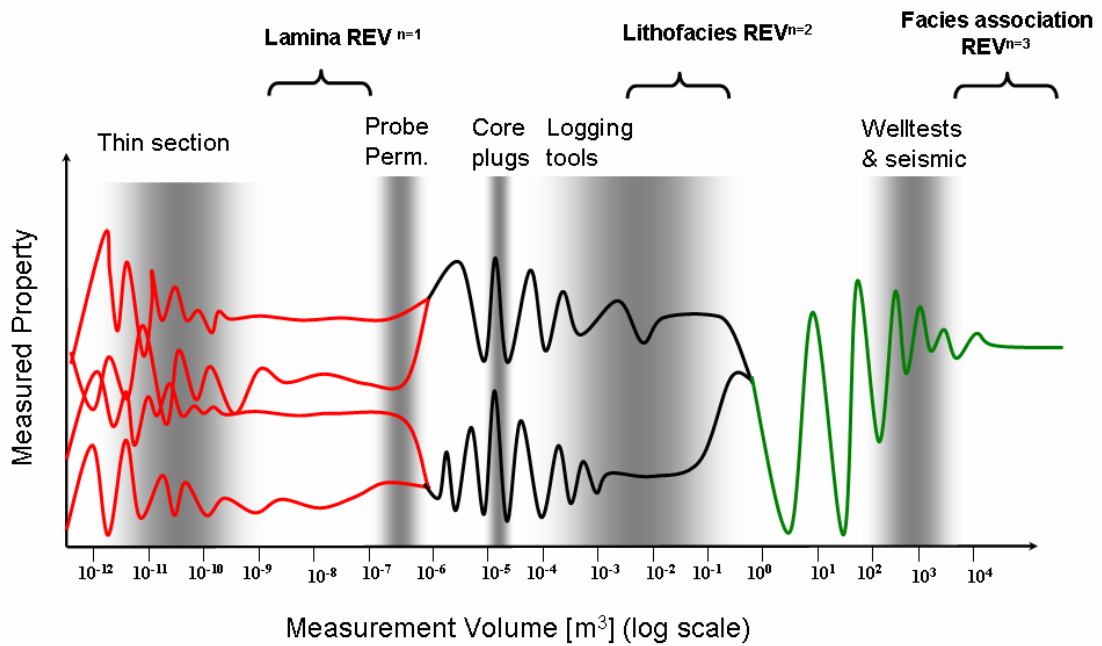 Lamina REV n=1
Lithofacies REVn=2
Facies association
REVn=3
Thin section
Probe
Perm.
Core
plugs
Logging
tools
Welltests
& seismic
Measured Property
10-12 10-11 10-10 10-9 10-8 10-7 10-6 10-5 10-4 10-3 10-2 10-1 100 101 102 103 104
Measurement Volume [m3] (log scale)